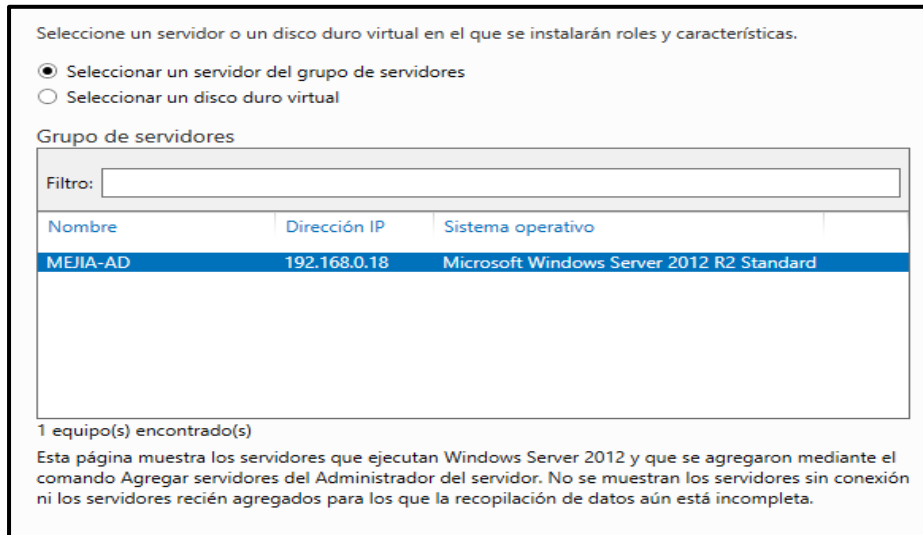 Seleccione un servidor o un disco duro virtual en el que se instalarán roles y características.
Seleccionar un servidor del grupo de servidores
Seleccionar un disco duro virtual
Grupo de servidores
Filtro:
Nombre Dirección IP Sistema operativo
MEJIA-AD 192.168.0.18 Microsoft Windows Server 2012 R2 Standard
1 equipo(s) encontrado(s)
Esta página muestra los servidores que ejecutan Windows Server 2012 y que se agregaron mediante el
comando Agregar servidores del Administrador del servidor. No se muestran los servidores sin conexión
ni los servidores recién agregados para los que la recopilación de datos aún está incompleta.